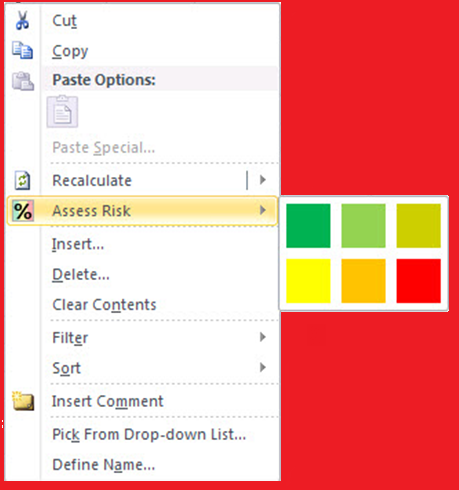 Cut
Copy
Paste Options:
Paste Special...
Recalculate
% Assess Risk
Insert...
Delete...
Clear Contents
Filter
Sort
Insert Comment
Pick From Drop-down List...
Define Name...